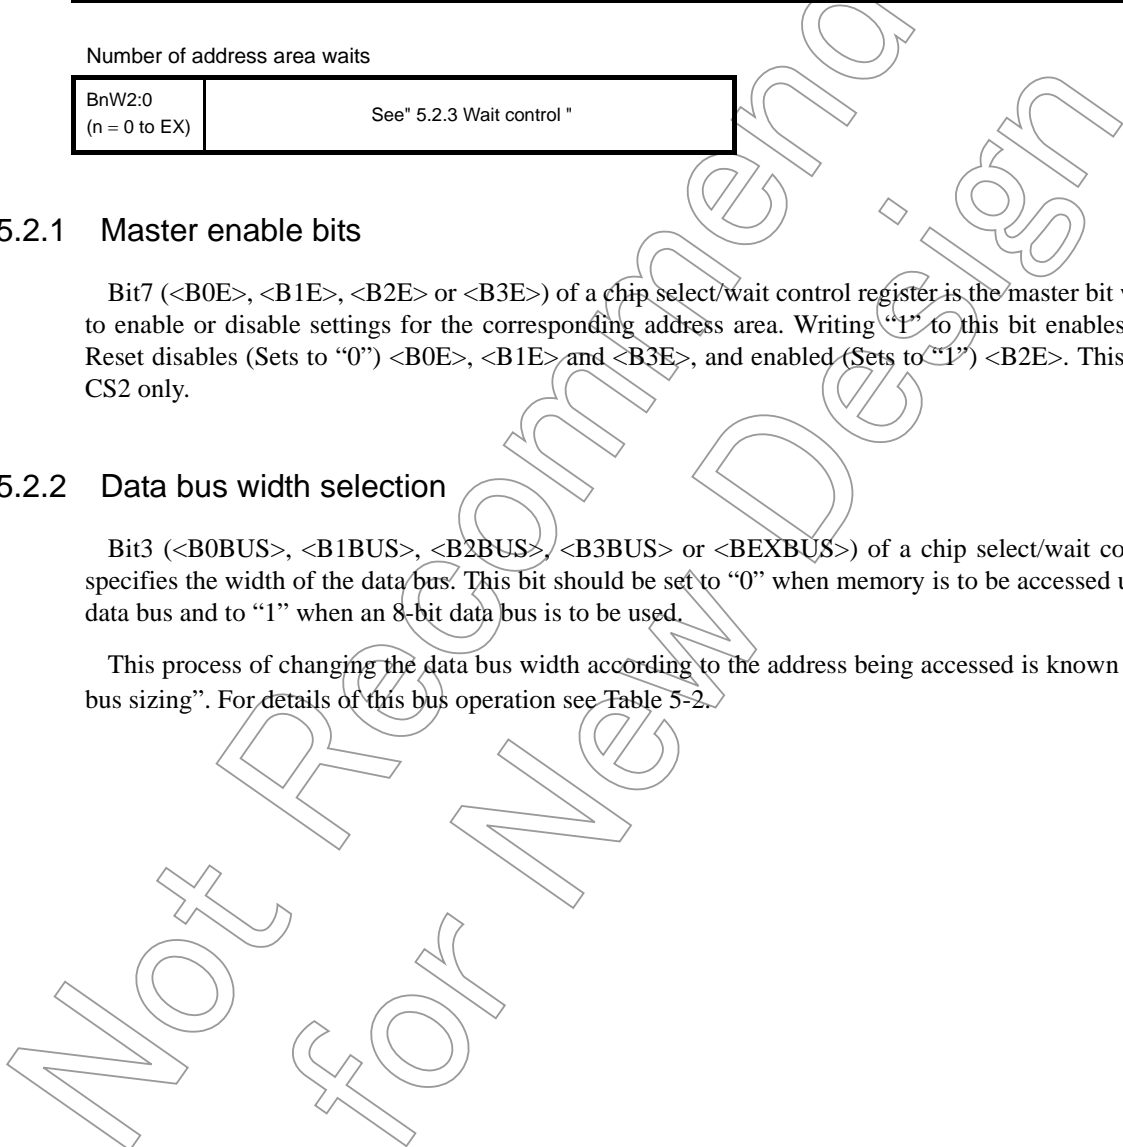 Number of address area waits
BnW2:0
(n = 0 to EX)
See" 5.2.3 Wait control "
5.2.1 Master enable bits
Bit7 (<B0E>, <B1E>, <B2E> or <B3E>) of a chip select/wait control register is the master bit
to enable or disable settings for the corresponding address area. Writing “1” to this bit enables
Reset disables (Sets to “0”) <B0E>, <B1E> and <B3E>, and enabled (Sets to “1”) <B2E>. This
CS2 only.
5.2.2 Data bus width selection
Bit3 (<B0BUS>, <B1BUS>, <B2BUS>, <B3BUS> or <BEXBUS>) of a chip select/wait co
specifies the width of the data bus. This bit should be set to “0” when memory is to be accessed u
data bus and to “1” when an 8-bit data bus is to be used.
This process of changing the data bus width according to the address being accessed is known
bus sizing”. For details of this bus operation see Table 5-2.
Not Recommend
for New Design